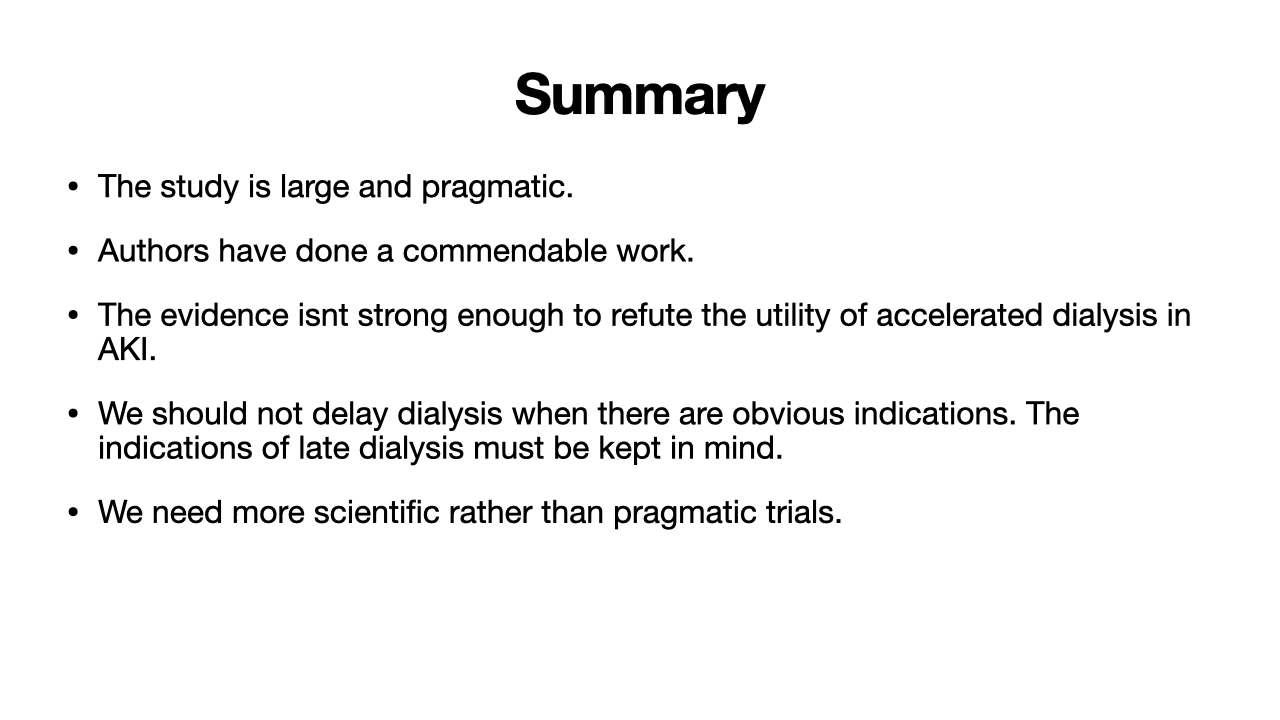 Summary
• The study is large and pragmatic.
• Authors have done a commendable work.
• The evidence isnt strong enough to refute the utility of accelerated dialysis in
AKI.
• We should not delay dialysis when there are obvious indications. The
indications of late dialysis must be kept in mind.
• We need more scientific rather than pragmatic trials.